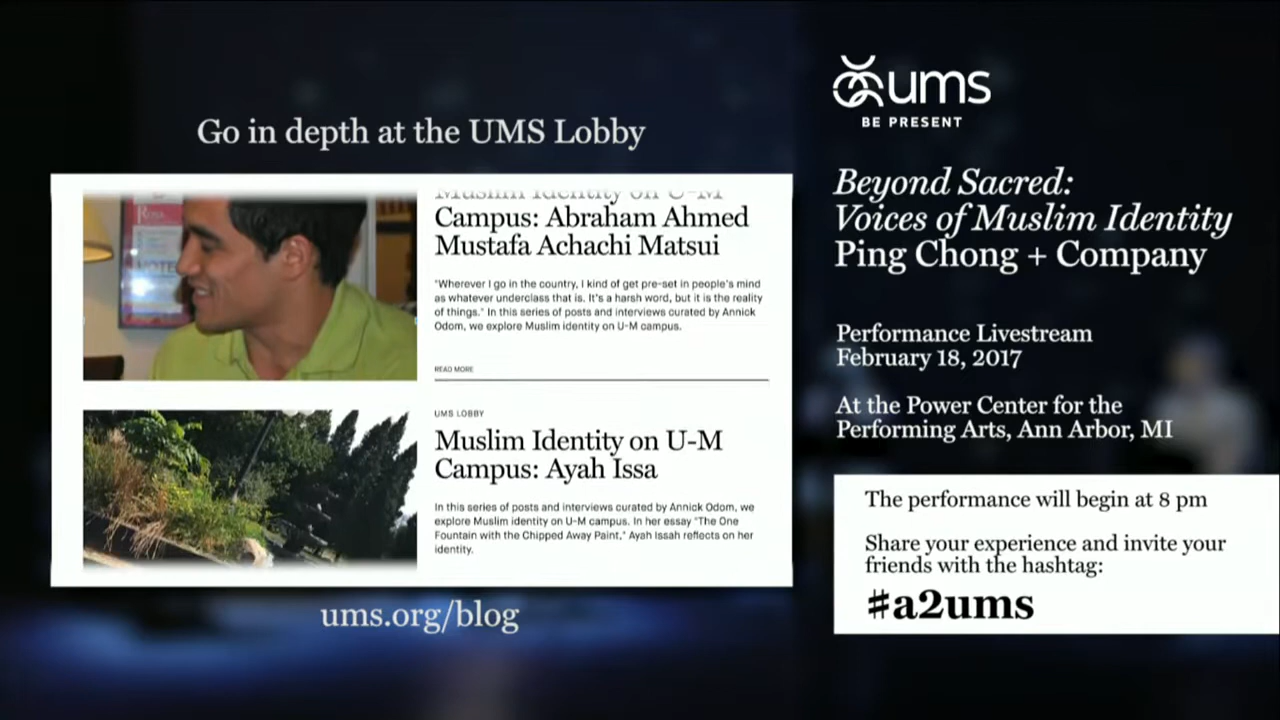 Go in depth at the UMS Lobby
Muslim Identity on U-M
Campus: Abraham Ahmed
Mustafa Achachi Matsui
"Wherever I go in the country, I kind of get pre-set in people's mind
as whatever underclass that is. It's a harsh word, but it is the reality
of things." In this series of posts and interviews curated by Annick
Odom, we explore Muslim identity on U-M campus.
READ MORE
UMS LOBBY
Muslim Identity on U-M
Campus: Ayah Issa
In this series of posts and interviews curated by Annick Odom, we
explore Muslim identity on U-M campus. In her essay "The One
Fountain with the Chipped Away Paint," Ayah Issah reflects on her
identity.
ums.org/blog
ums
BE PRESENT
Beyond Sacred:
Voices of Muslim Identity
Ping Chong + Company
Performance Livestream
February 18, 2017
At the Power Center for the
Performing Arts, Ann Arbor, MI
The performance will begin at 8 pm
Share your experience and invite your
friends with the hashtag:
#a2ums
VOTE